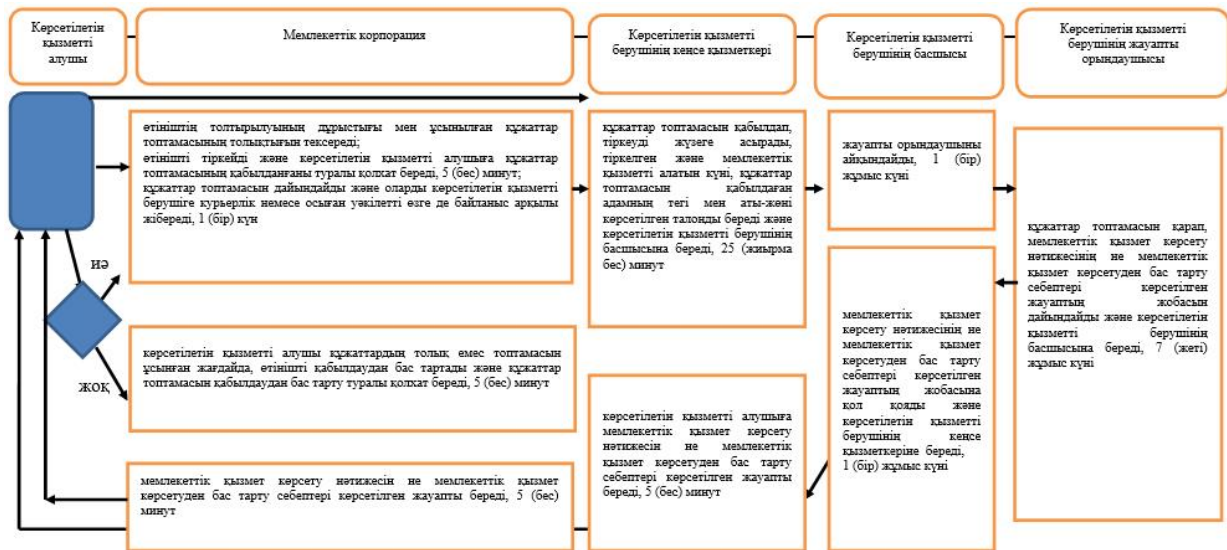 Көрсетілетін
қызметті
алушы
Мемлекеттік корпорация
Көрсетілетін қызметті
берушінің кеңсе қызметкері
Көрсетілетін қызметті
берушінің басшысы
Көрсетілетін қызметті
берушінің жауапты
орындаушысы
өтініштің толтырылуының дұрыстығы мен ұсынылған құжаттар
топтамасының толықтығын тексереді;
өтінішті тіркейді және көрсетілетін қызметті алушыға құжаттар
топтамасының қабылданғаны туралы қолхат береді, 5 (бес) минут;
құжаттар топтамасын дайындайды және оларды көрсетілетін қызметті
берушіге курьерлік немесе осыған уәкілетті өзге де байланыс арқылы
жібереді, 1 (бір) күн
құжаттар топтамасын қабылдап,
тіркеуді жүзеге асырады,
тіркелген және мемлекеттік
қызметті алатын күні, құжаттар
топтамасын қабылдаған
адамның тегі мен аты-жөні
көрсетілген талонды береді және
көрсетілетін қызметті берушінің
басшысына береді, 25 (жиырма
бес) минут
жауапты орындаушыны
айқындайды, 1 (бір)
жұмыс күні
құжаттар топтамасын қарап,
мемлекеттік қызмет көрсету
нәтижесінің не мемлекеттік
қызмет көрсетуден бас тарту
себептері көрсетілген
жауаптың жобасын
дайындайды және көрсетілетін
қызметті берушінің
басшысына береді, 7 (жеті)
жұмыс күні
иә
жоқ
көрсетілетін қызметті алушы құжаттардың толық емес топтамасын
ұсынған жағдайда, өтінішті қабылдаудан бас тартады және құжаттар
топтамасын қабылдаудан бас тарту туралы қолхат береді, 5 (бес) минут
мемлекеттік қызмет
көрсету нәтижесінің не
мемлекеттік қызмет
көрсетуден бас тарту
себептері көрсетілген
жауаптың жобасына
қол қояды және
көрсетілетін қызметті
берушінің кеңсе
қызметкеріне береді,
1 (бір) жұмыс күні
көрсетілетін қызметті алушыға
мемлекеттік қызмет көрсету
нәтижесін не мемлекеттік
қызмет көрсетуден бас тарту
себептері көрсетілген жауапты
береді, 5 (бес) минут
мемлекеттік қызмет көрсету нәтижесін не мемлекеттік қызмет
көрсетуден бас тарту себептері көрсетілген жауапты береді, 5 (бес)
минут